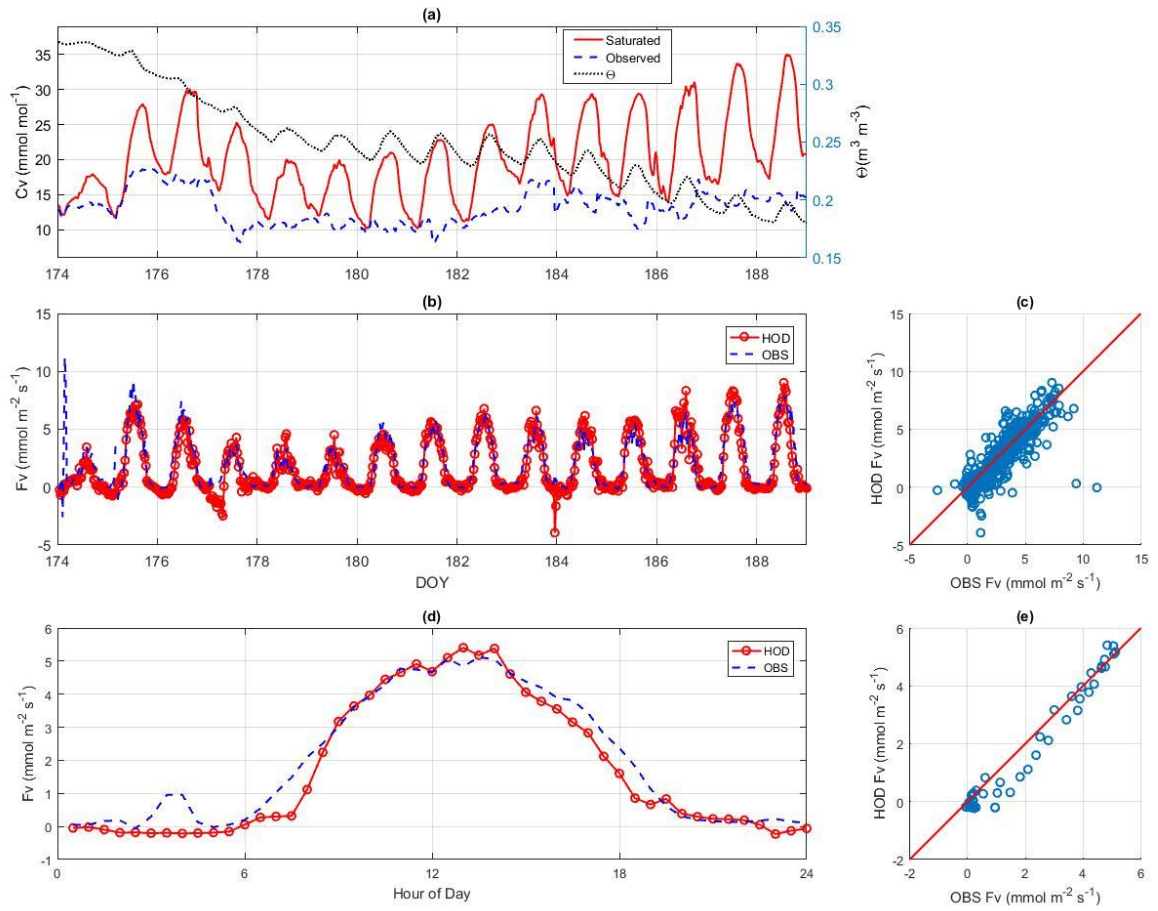 (a)
Cv (mmol mol⁻¹)
35
30
25
20
15
10
Saturated
Observed
Θ
0.35
0.3
0.25
0.2
0.15
Θ(m³ m⁻³)
174 176 178 180 182 184 186 188
(b)
Fv (mmol m⁻² s⁻¹)
15
10
5
0
-5
HOD
OBS
174 176 178 180 182 184 186 188
DOY
(c)
HOD Fv (mmol m⁻² s⁻¹)
15
10
5
0
-5
-5 0 5 10 15
OBS Fv (mmol m⁻² s⁻¹)
(d)
Fv (mmol m⁻² s⁻¹)
6
5
4
3
2
1
0
-1
HOD
OBS
0 6 12 18 24
Hour of Day
(e)
HOD Fv (mmol m⁻² s⁻¹)
6
4
2
0
-2
-2 0 2 4 6
OBS Fv (mmol m⁻² s⁻¹)